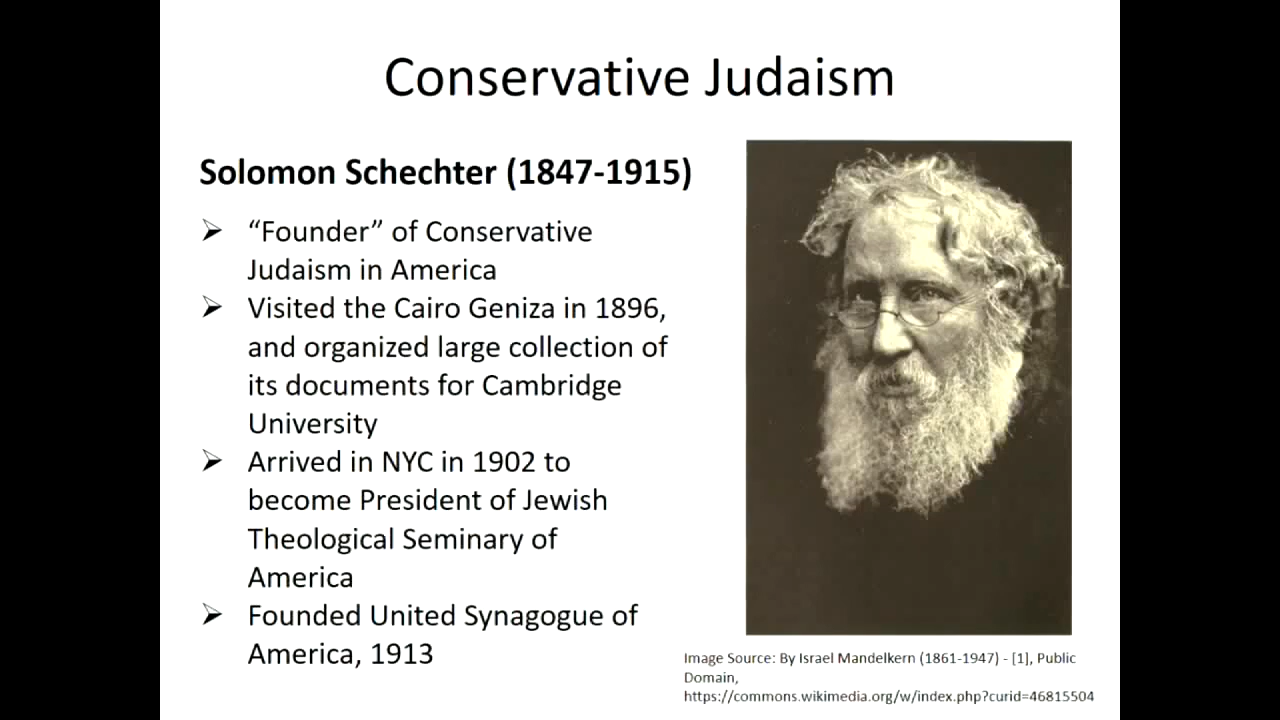 Conservative Judaism
Solomon Schechter (1847-1915)
“Founder” of Conservative
Judaism in America
Visited the Cairo Geniza in 1896,
and organized large collection of
its documents for Cambridge
University
Arrived in NYC in 1902 to
become President of Jewish
Theological Seminary of
America
Founded United Synagogue of
America, 1913
Image Source: By Israel Mandelkern (1861-1947) - [1], Public
Domain,
https://commons.wikimedia.org/w/index.php?curid=46815504